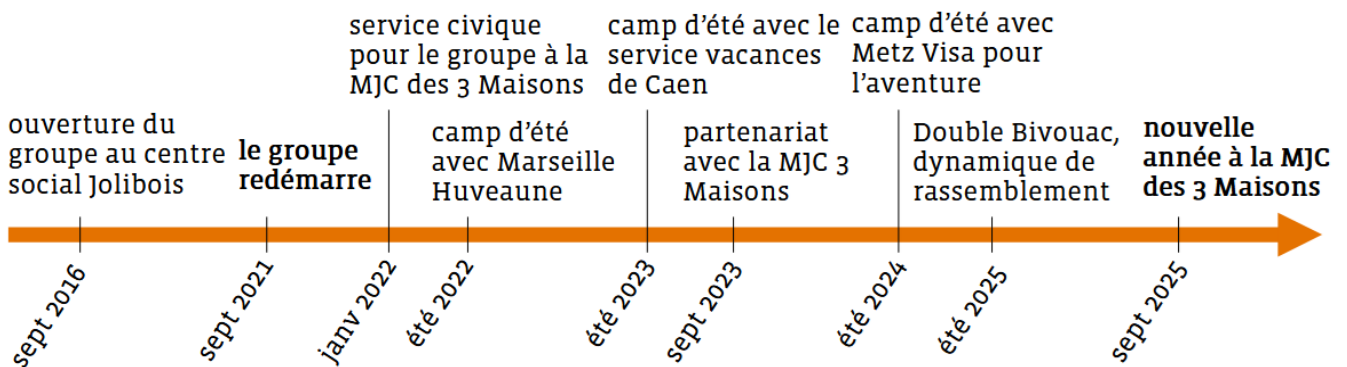 ouverture du
groupe au centre
social Jolibois
le groupe
redémarre
service civique
pour le groupe à la
MJC des 3 Maisons
camp d’été
avec Marseille
Huveaune
camp d’été avec le
service vacances
de Caen
partenariat
avec la MJC 3
Maisons
camp d’été avec
Metz Visa pour
l’aventure
Double Bivouac,
dynamique de
rassemblement
nouvelle
année à la MJC
des 3 Maisons
sept 2016
sept 2021
janv 2022
été 2022
été 2023
sept 2023
été 2024
été 2025
sept 2025